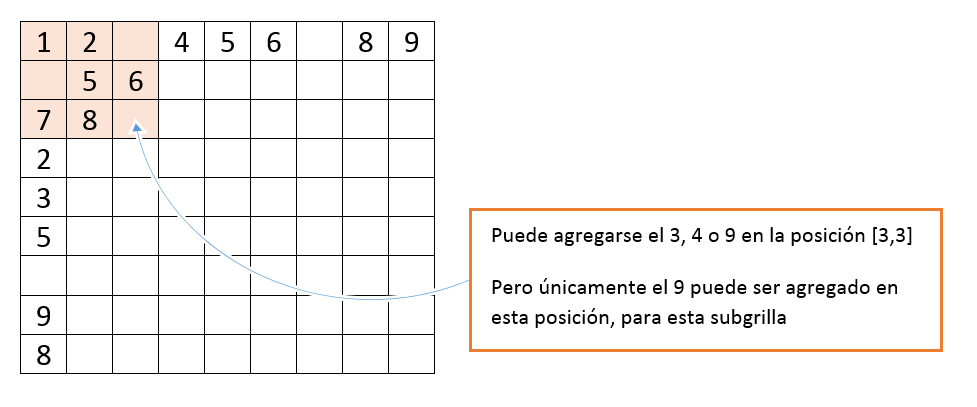 1 2 4 5 6 8 9
5 6
7 8
2
3
5
9
8
Puede agregarse el 3, 4 o 9 en la posición [3,3]
Pero únicamente el 9 puede ser agregado en
esta posición, para esta subgrilla